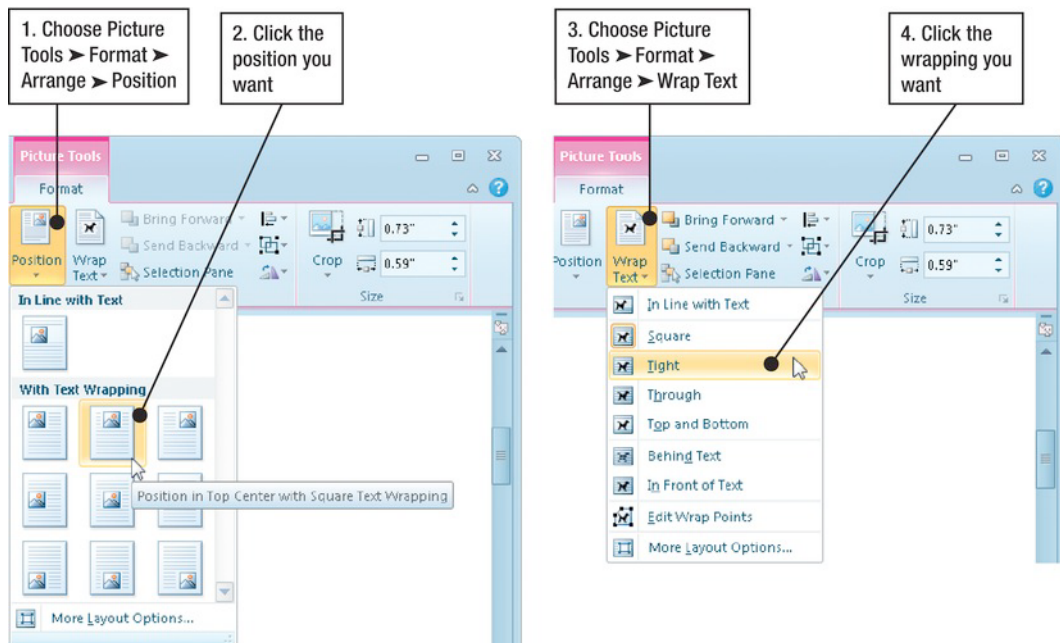 1. Choose Picture
Tools ➤ Format ➤
Arrange ➤ Position
2. Click the
position you
want
3. Choose Picture
Tools ➤ Format ➤
Arrange ➤ Wrap Text
4. Click the
wrapping you
want
Picture Tools
Format
Position
Wrap
Text
Bring Forward
Send Backward
Selection Pane
Crop
0.73"
0.59"
Size
In Line with Text
With Text Wrapping
Position in Top Center with Square Text Wrapping
More Layout Options...
Picture Tools
Format
Position
Wrap
Text
Bring Forward
Send Backward
Selection Pane
Crop
0.73"
0.59"
Size
In Line with Text
Square
Tight
Through
Top and Bottom
Behind Text
In Front of Text
Edit Wrap Points
More Layout Options...